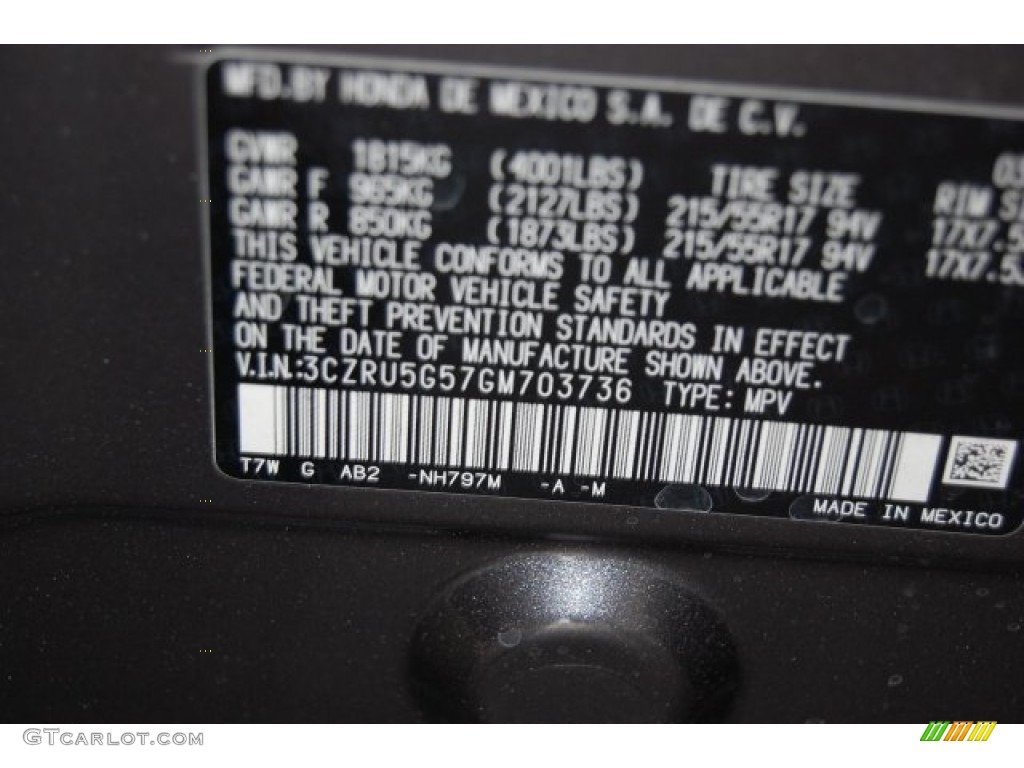 MFD.BY HONDA DE MEXICO S.A. DE C.V.
03
GVWR 1815KG (4001LBS) TIRE SIZE RIM SI
GAWR F 965KG (2127LBS) 215/55R17 94V 17X7.5
GAWR R 850KG (1873LBS) 215/55R17 94V 17X7.5J
THIS VEHICLE CONFORMS TO ALL APPLICABLE
FEDERAL MOTOR VEHICLE SAFETY
AND THEFT PREVENTION STANDARDS IN EFFECT
ON THE DATE OF MANUFACTURE SHOWN ABOVE.
V.I.N.:3CZRU5G57GM703736 TYPE: MPV
T7W G AB2 -NH797M -A -M
MADE IN MEXICO
GTCARLOT.COM